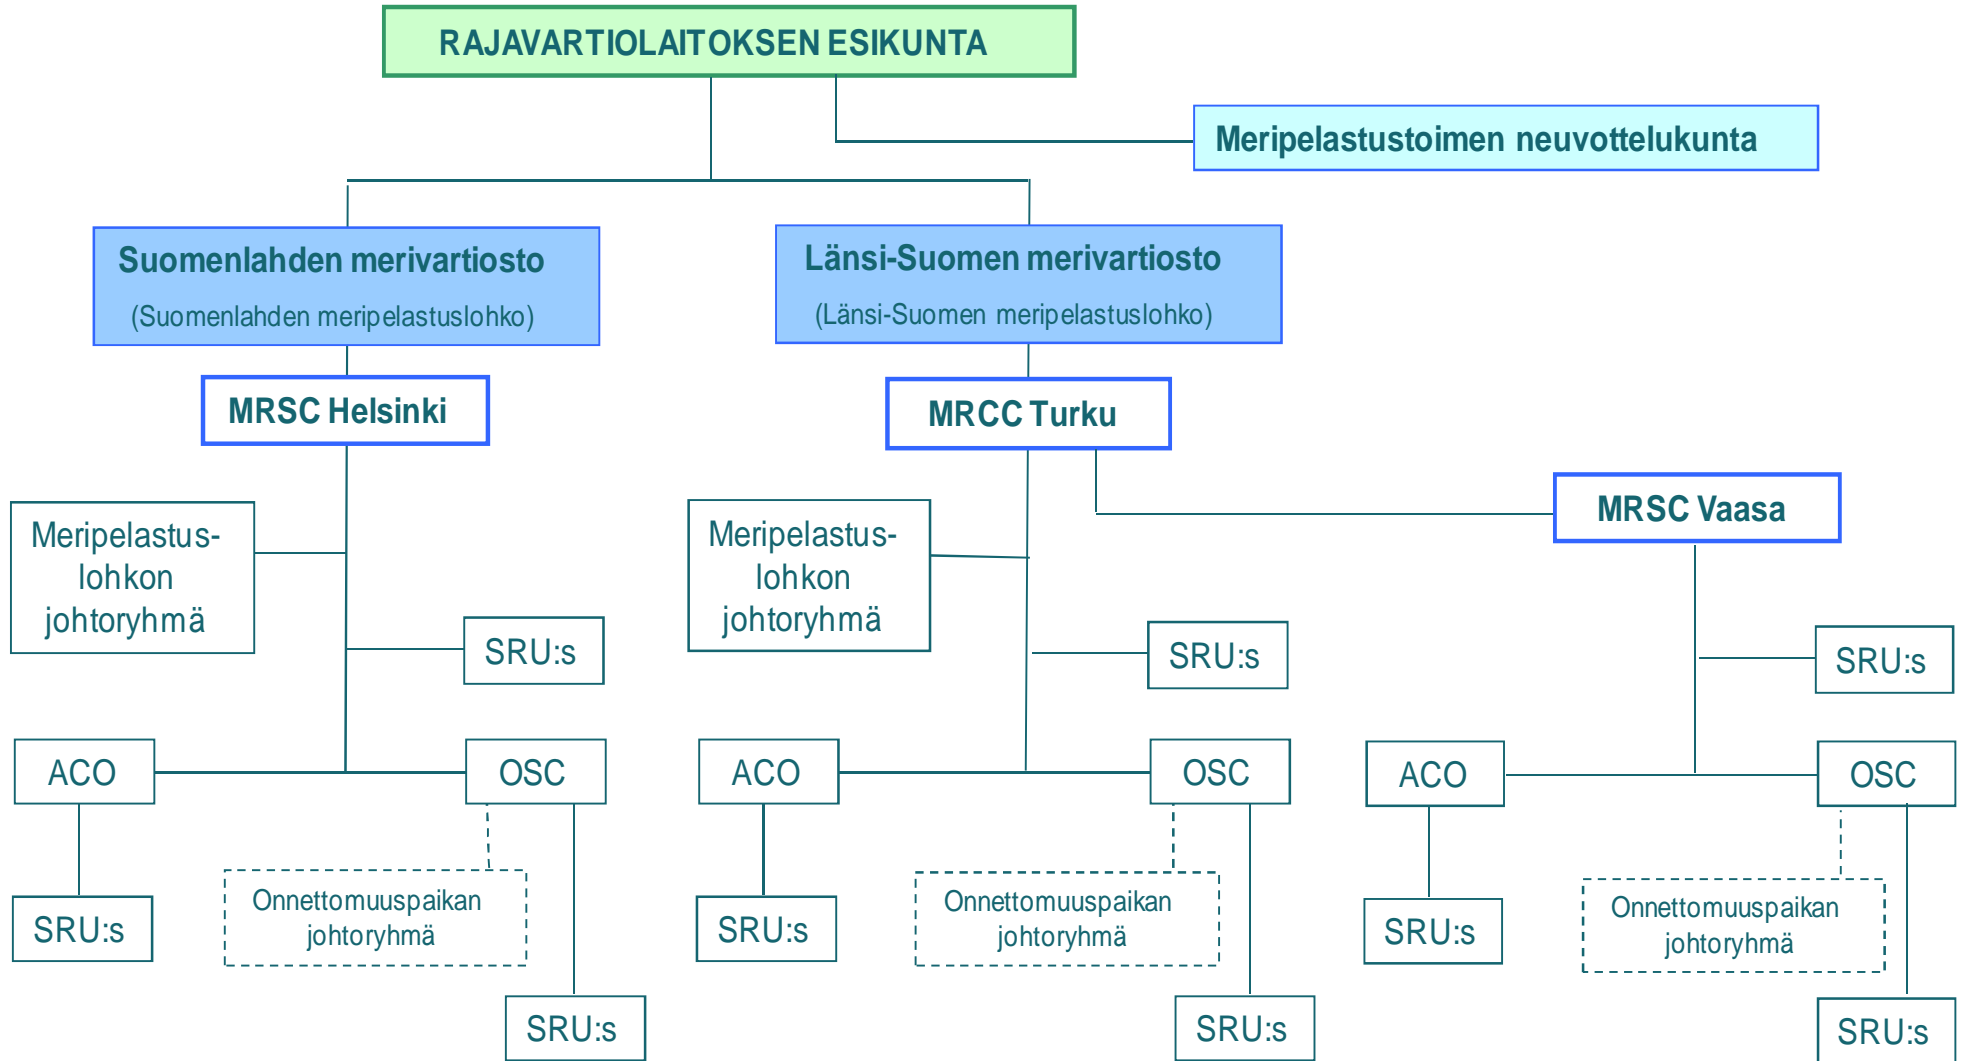 RAJAVARTIOLAITOKSEN ESIKUNTA
Meripelastustoimen neuvottelukunta
Suomenlahden merivartiosto
(Suomenlahden meripelastuslohko)
Länsi-Suomen merivartiosto
(Länsi-Suomen meripelastuslohko)
MRSC Helsinki
MRCC Turku
MRSC Vaasa
Meripelastus-
lohkon
johtoryhmä
Meripelastus-
lohkon
johtoryhmä
SRU:s
SRU:s
SRU:s
ACO
OSC
ACO
OSC
ACO
OSC
SRU:s
Onnettomuuspaikan
johtoryhmä
SRU:s
Onnettomuuspaikan
johtoryhmä
SRU:s
Onnettomuuspaikan
johtoryhmä
SRU:s
SRU:s
SRU:s